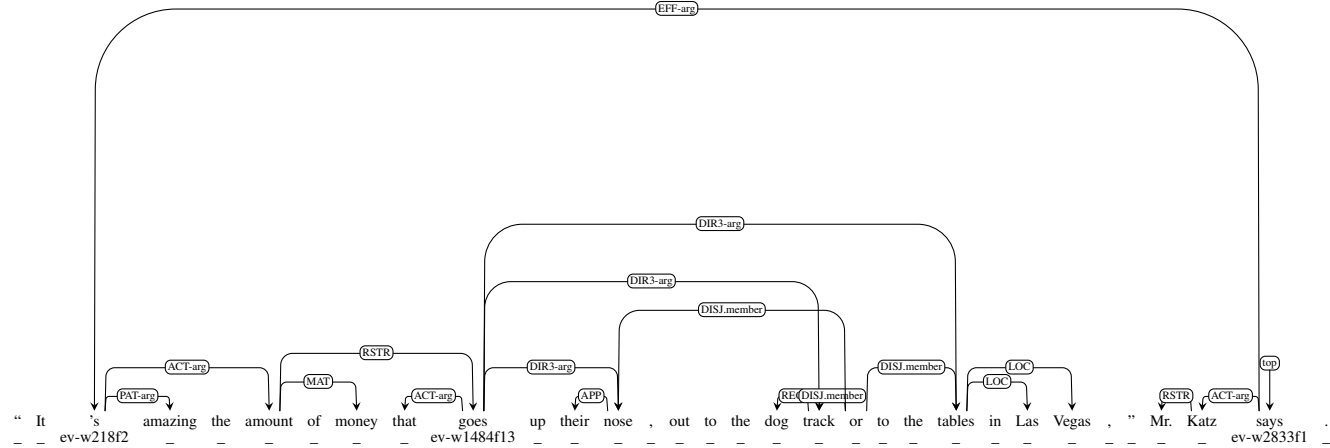 EFF-arg
DIR3-arg
DIR3-arg
DISJ.member
RSTR
ACT-arg DIR3-arg DISJ.member LOC top
MAT LOC
PAT-arg ACT-arg APP DISJ.member RSTR ACT-arg
“ It ’s amazing the amount of money that goes up their nose , out to the dog track or to the tables in Las Vegas , ” Mr. Katz says .
_ _ ev-w218f2 _ _ _ _ _ _ ev-w1484f13 _ _ _ _ _ _ _ _ _ _ _ _ _ _ _ _ _ _ _ _ ev-w2833f1 _